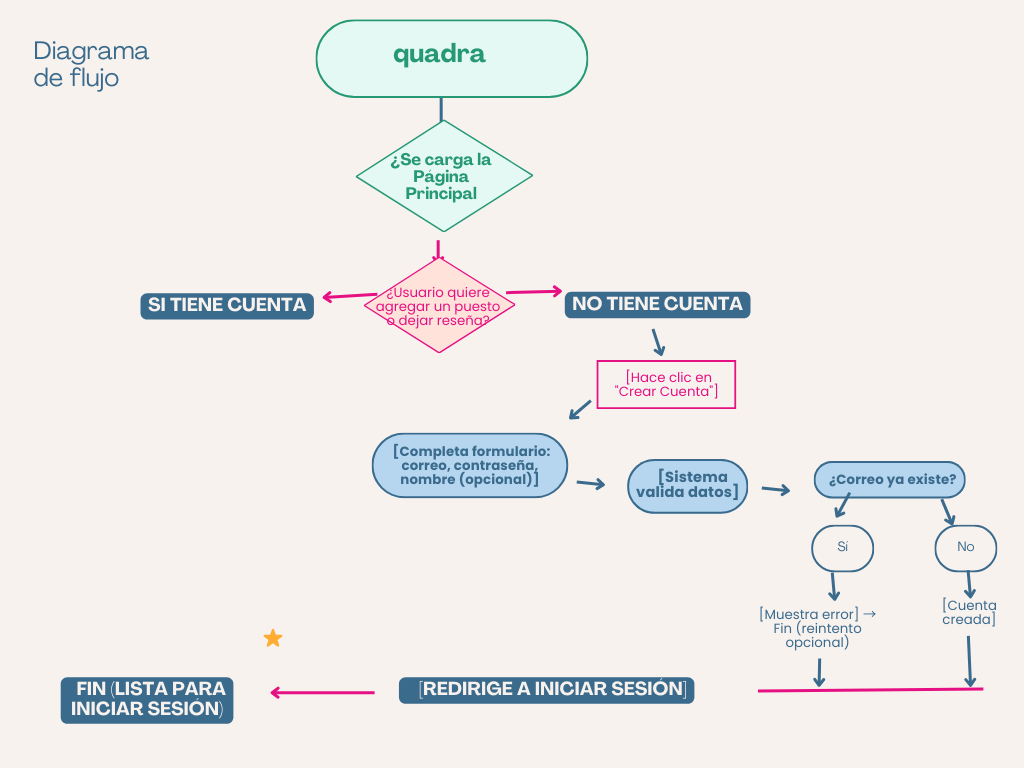 Diagrama
de flujo
quadra
¿Se carga la
Página
Principal
¿Usuario quiere
agregar un puesto
o dejar reseña?
SI TIENE CUENTA
NO TIENE CUENTA
[Hace clic en
"Crear Cuenta"]
[Completa formulario:
correo, contraseña,
nombre (opcional)]
[Sistema
valida datos]
¿Correo ya existe?
Sí
No
[Muestra error] →
Fin (reintento
opcional)
[Cuenta
creada]
[REDIRIGE A INICIAR SESIÓN]
FIN (LISTA PARA
INICIAR SESIÓN)